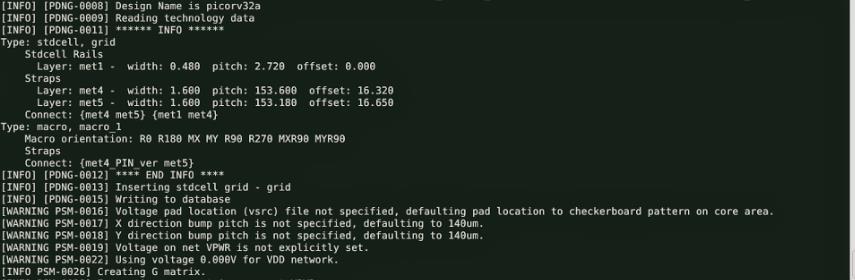 [INFO] [PDNG-0008] Design Name is picorv32a
[INFO] [PDNG-0009] Reading technology data
[INFO] [PDNG-0011] ****** INFO ******
Type: stdcell, grid
    Stdcell Rails
      Layer: met1 -  width: 0.480  pitch: 2.720  offset: 0.000
    Straps
      Layer: met4 -  width: 1.600  pitch: 153.600  offset: 16.320
      Layer: met5 -  width: 1.600  pitch: 153.180  offset: 16.650
    Connect: {met4 met5} {met1 met4}
Type: macro, macro_1
    Macro orientation: R0 R180 MX MY R90 R270 MXR90 MYR90
    Straps
    Connect: {met4_PIN_ver met5}
[INFO] [PDNG-0012] **** END INFO ****
[INFO] [PDNG-0013] Inserting stdcell grid - grid
[INFO] [PDNG-0015] Writing to database
[WARNING PSM-0016] Voltage pad location (vsrc) file not specified, defaulting pad location to checkerboard pattern on core area.
[WARNING PSM-0017] X direction bump pitch is not specified, defaulting to 140um.
[WARNING PSM-0018] Y direction bump pitch is not specified, defaulting to 140um.
[WARNING PSM-0019] Voltage on net VPWR is not explicitly set.
[WARNING PSM-0022] Using voltage 0.000V for VDD network.
[INFO PSM-0026] Creating G matrix.